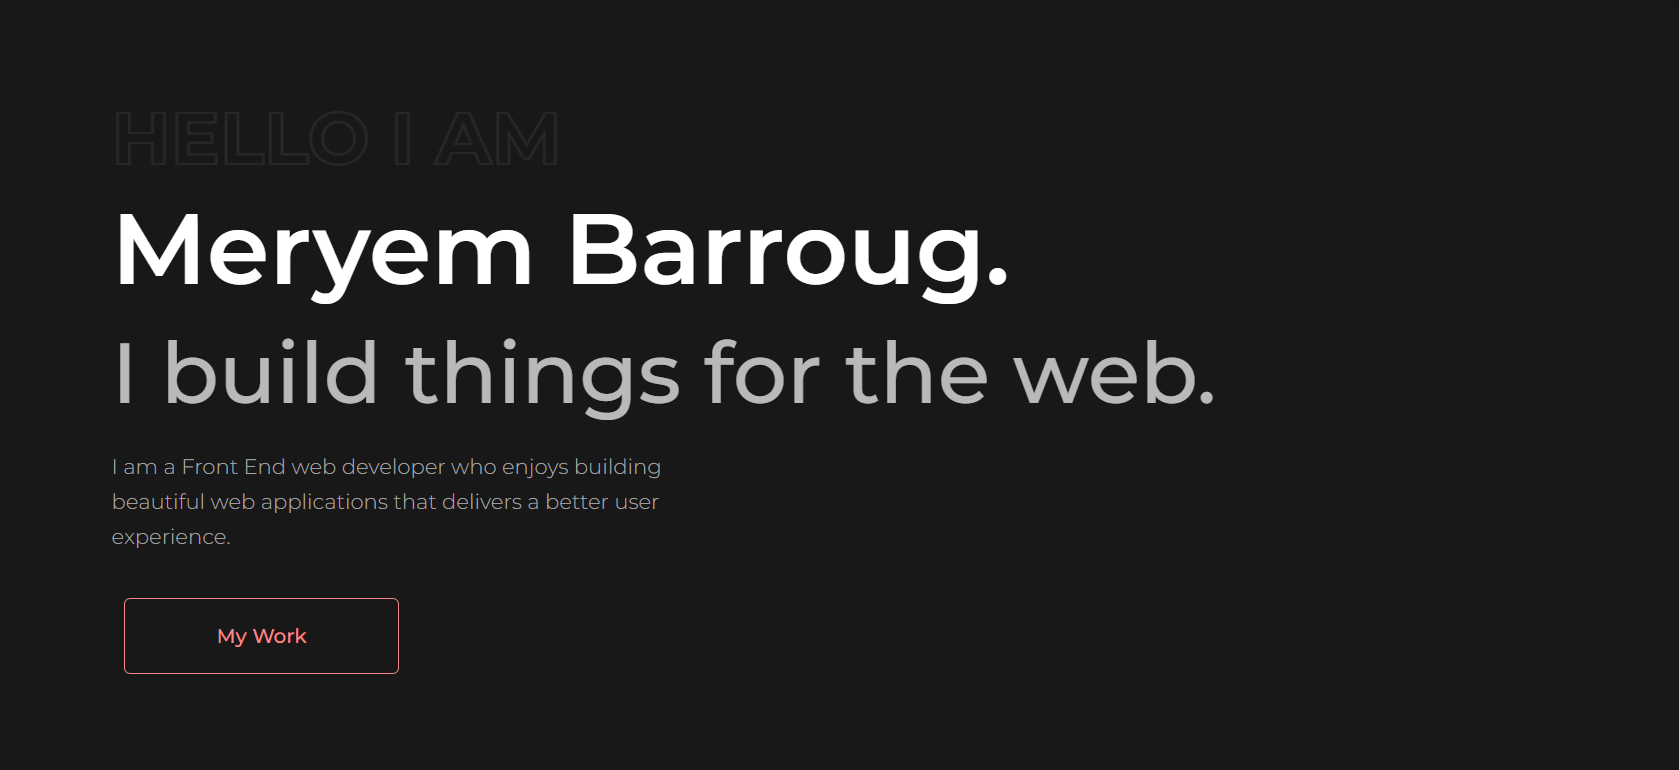 HELLO I AM
Meryem Barroug.
I build things for the web.
I am a Front End web developer who enjoys building
beautiful web applications that delivers a better user
experience.
My Work